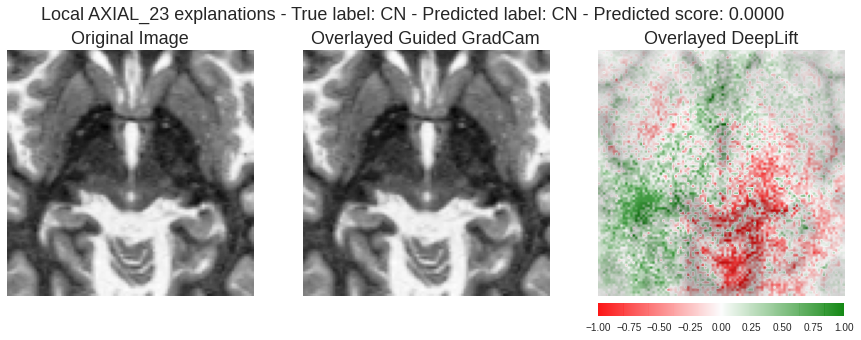 Local AXIAL_23 explanations - True label: CN - Predicted label: CN - Predicted score: 0.0000
Original Image
Overlayed Guided GradCam
Overlayed DeepLift
−1.00 −0.75 −0.50 −0.25 0.00 0.25 0.50 0.75 1.00